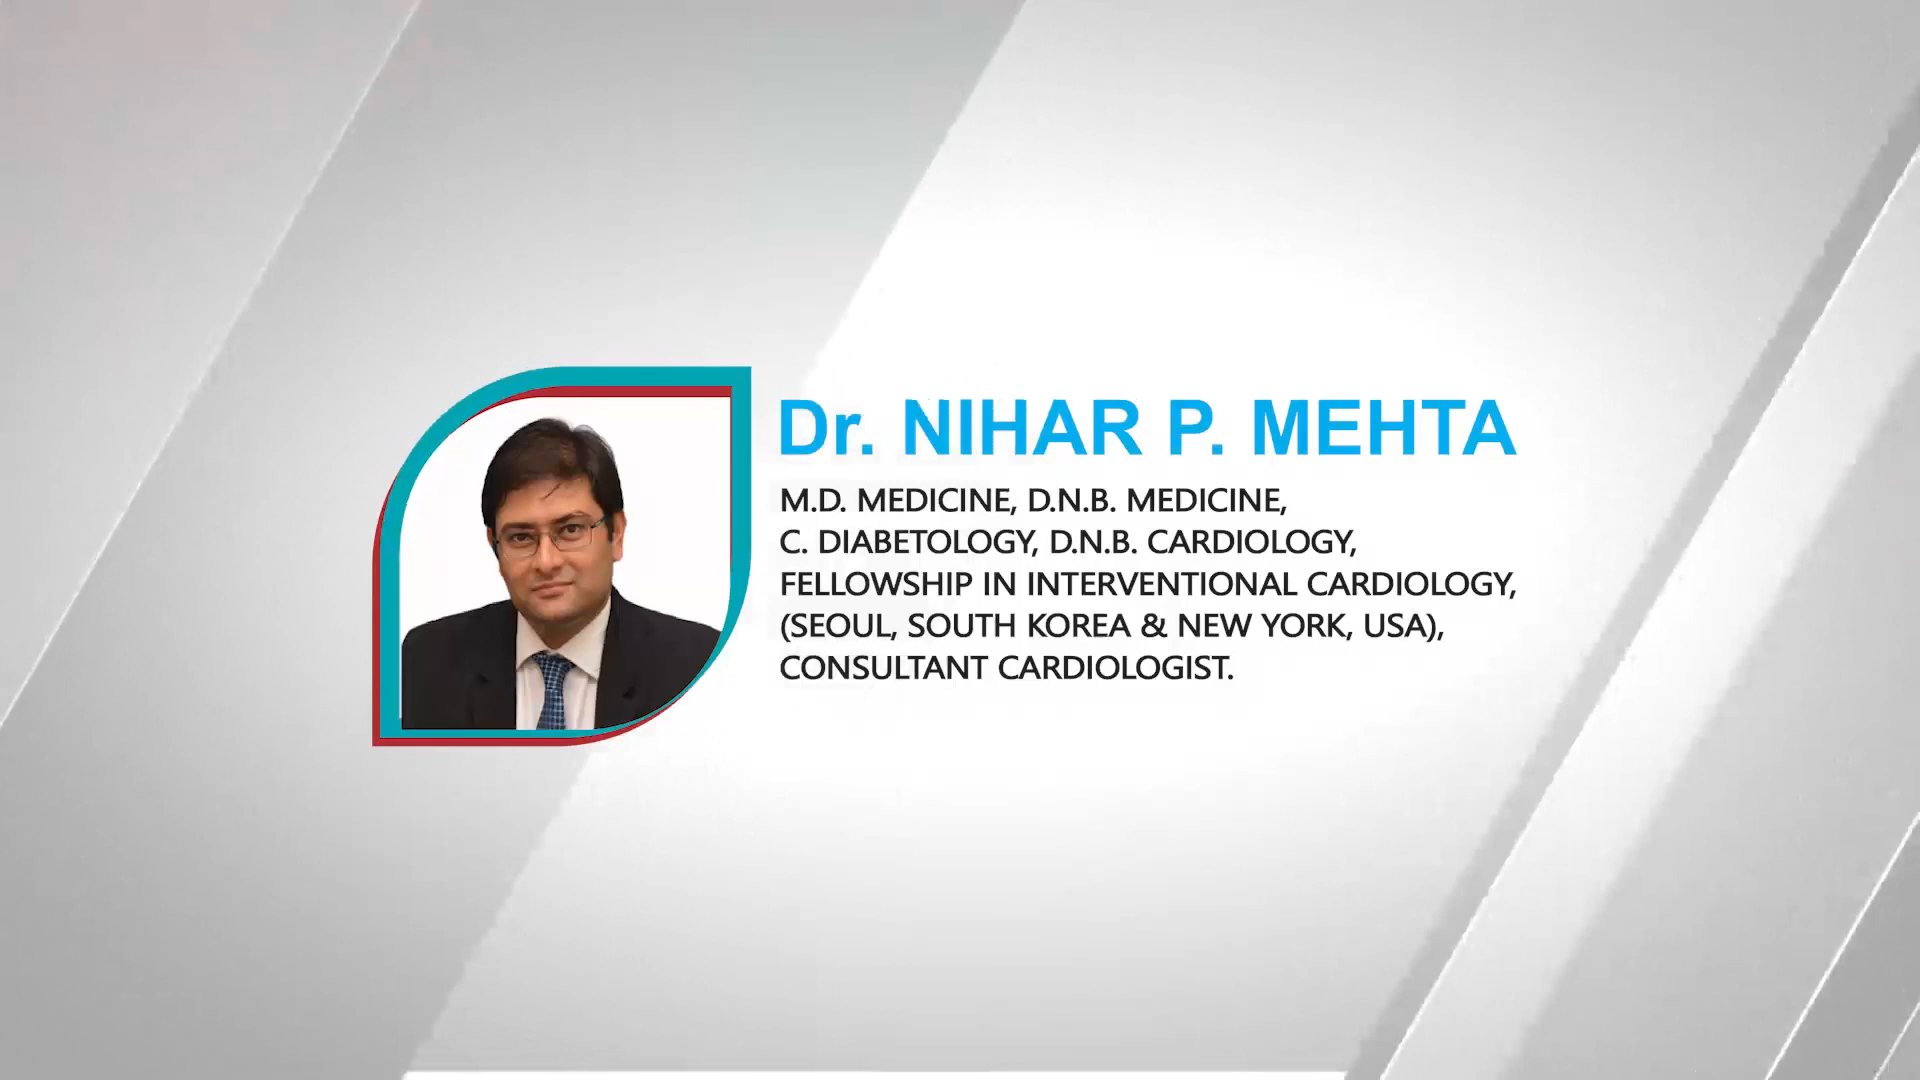 Dr. NIHAR P. MEHTA
M.D. MEDICINE, D.N.B. MEDICINE,
C. DIABETOLOGY, D.N.B. CARDIOLOGY,
FELLOWSHIP IN INTERVENTIONAL CARDIOLOGY,
(SEOUL, SOUTH KOREA & NEW YORK, USA),
CONSULTANT CARDIOLOGIST.